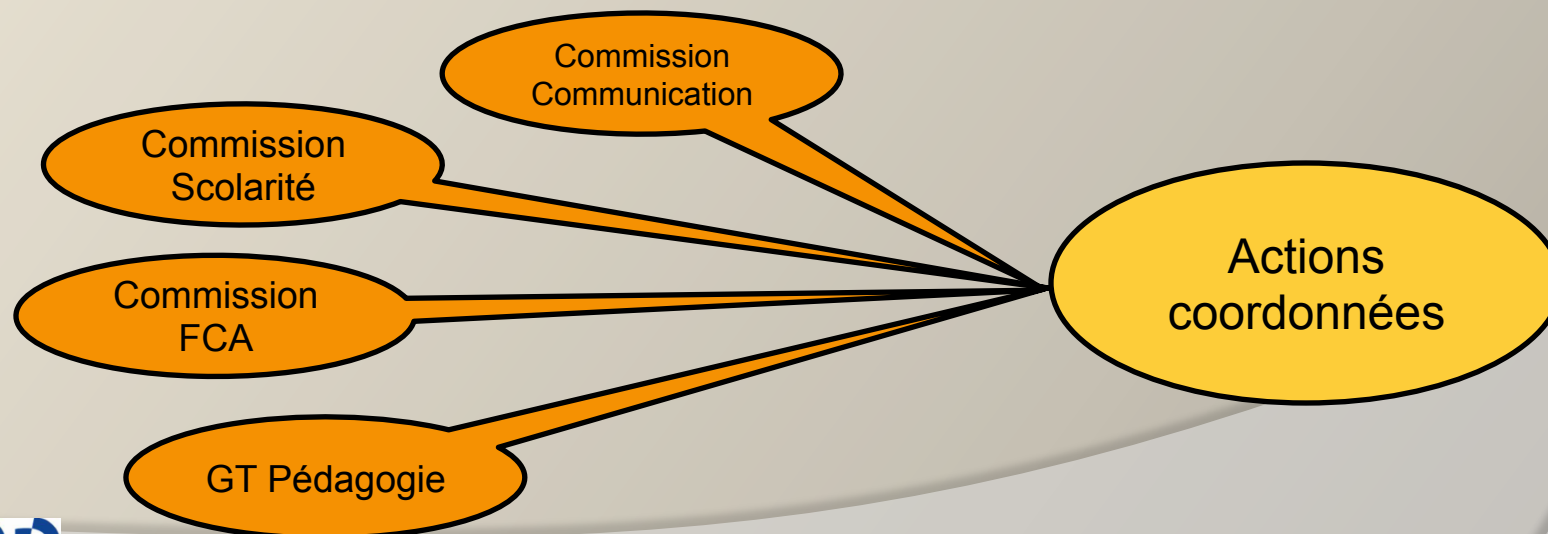 Commission
Communication
Commission
Scolarité
Commission
FCA
GT Pédagogie
Actions
coordonnées